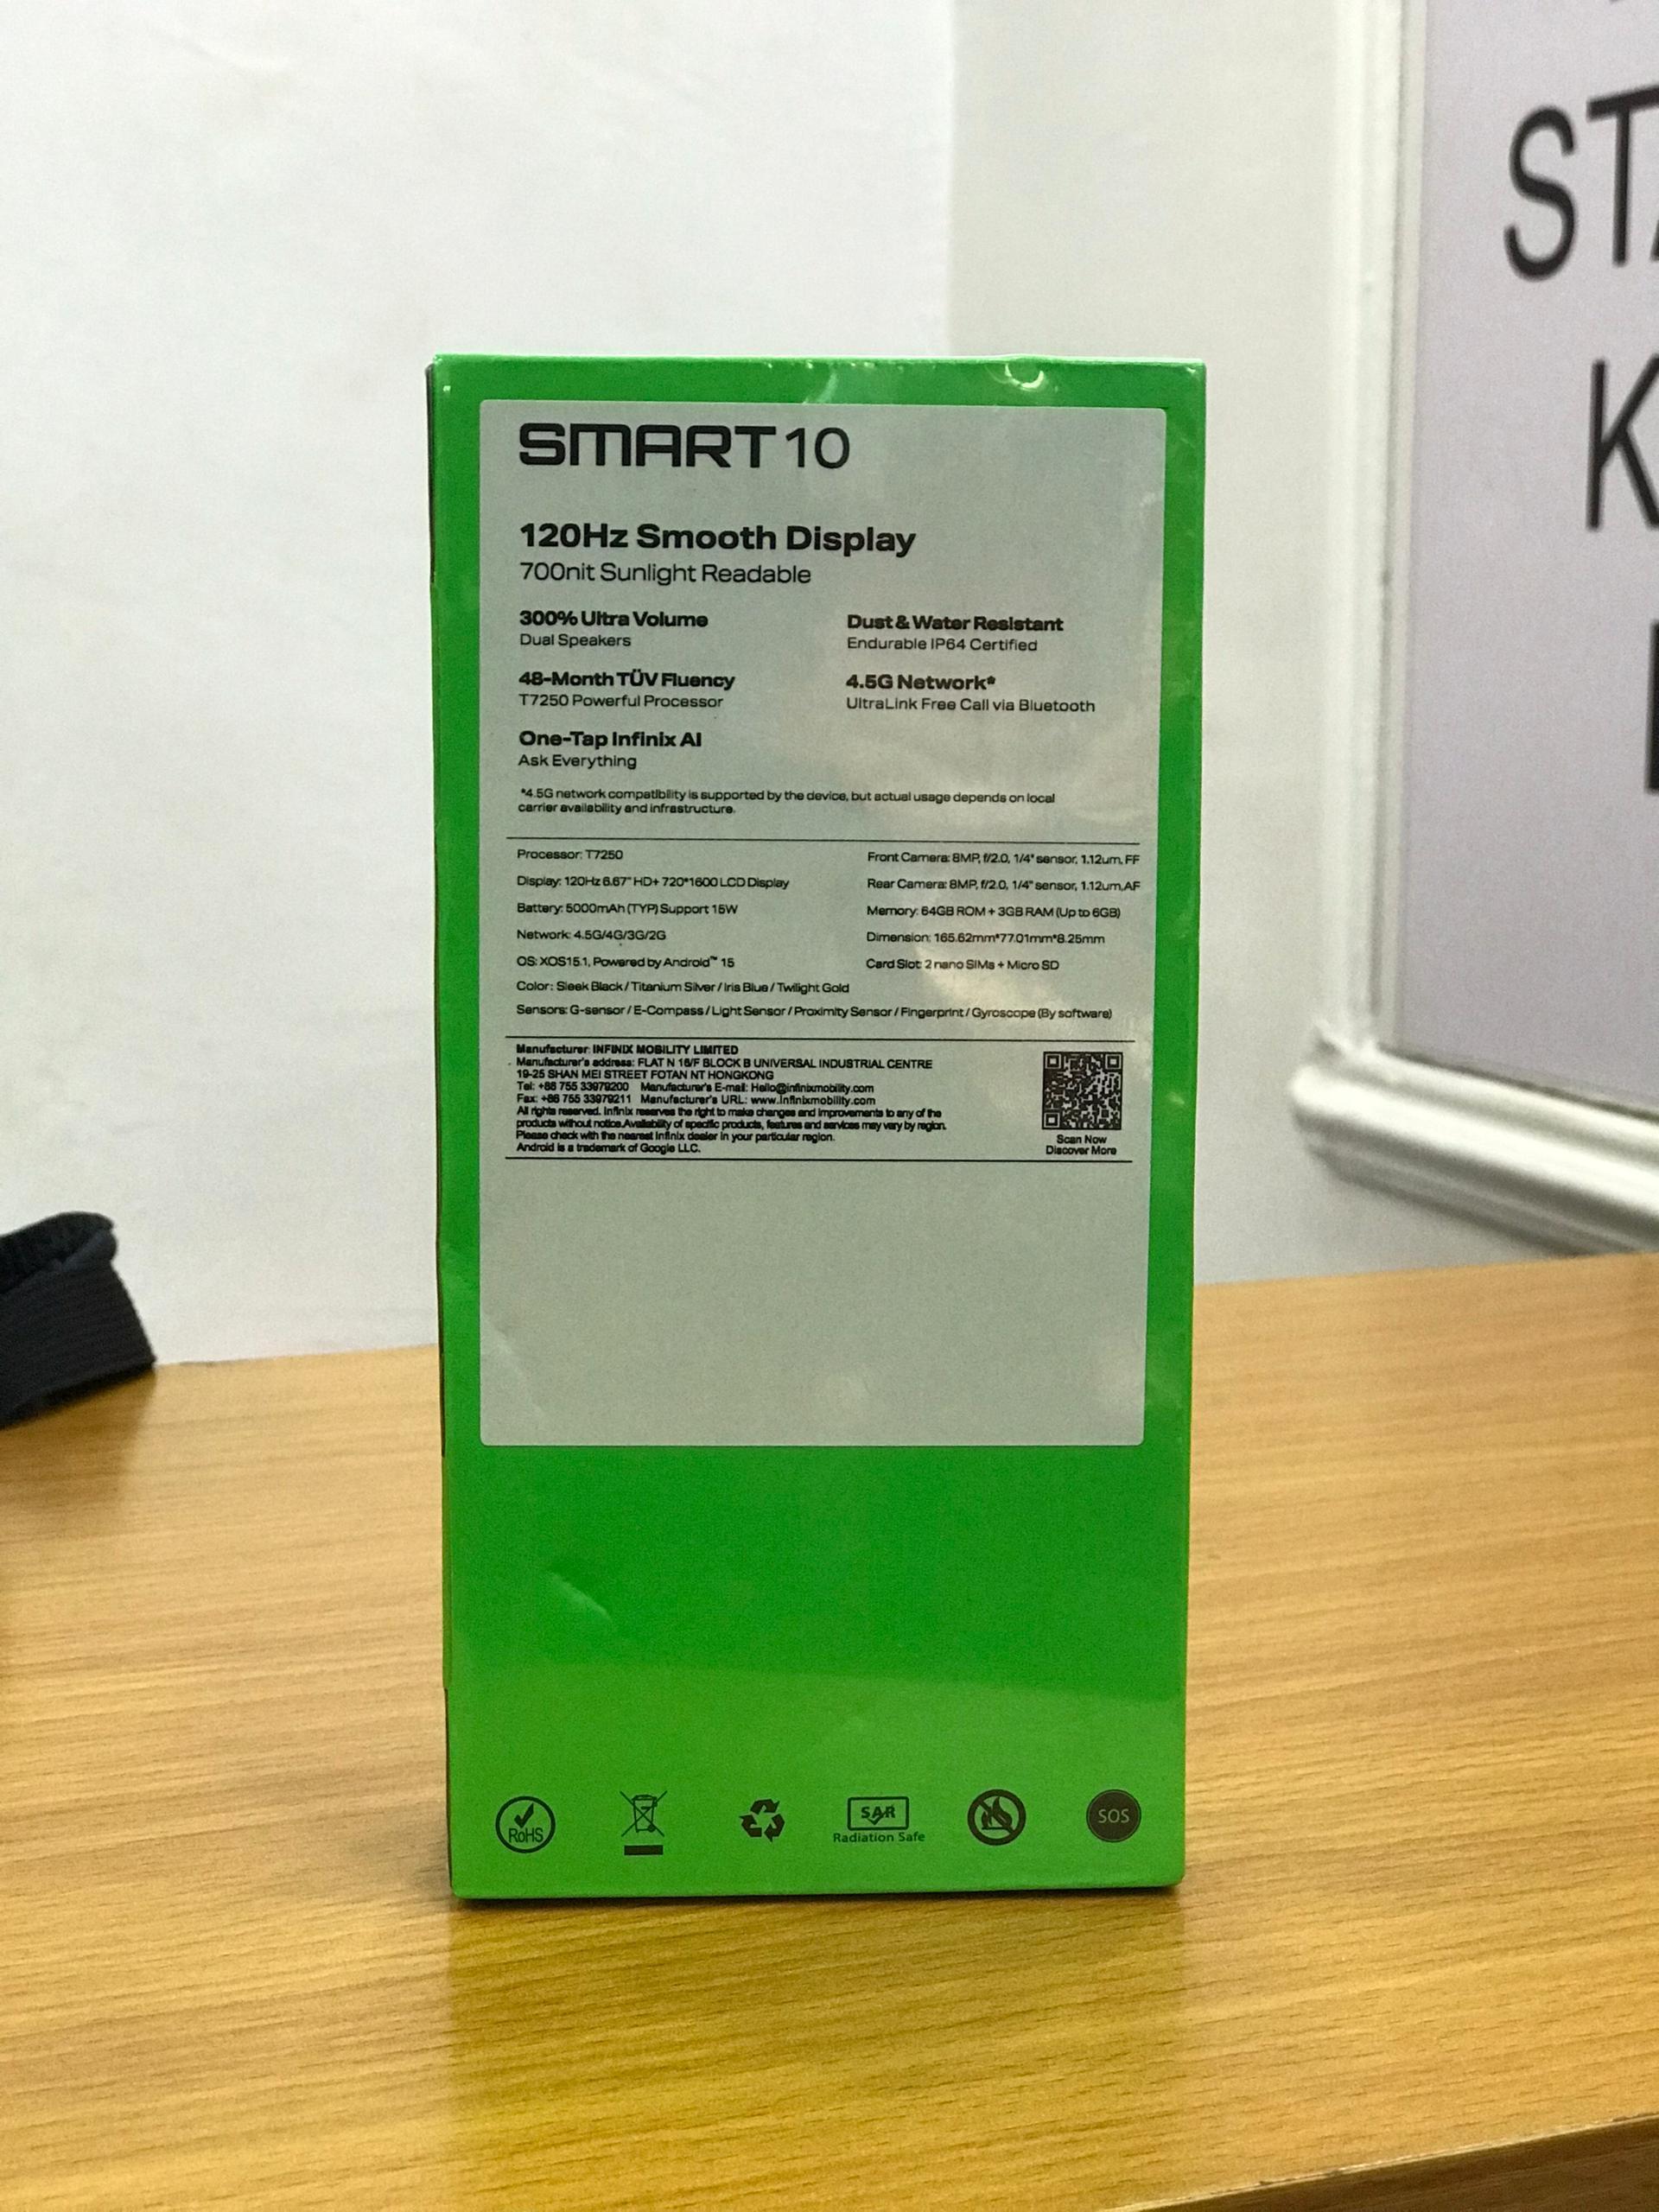 SMART 10
120Hz Smooth Display
700nit Sunlight Readable
300% Ultra Volume
Dual Speakers
Dust & Water Resistant
Endurable IP64 Certified
48-Month TÜV Fluency
T7250 Powerful Processor
4.5G Network*
UltraLink Free Call via Bluetooth
One-Tap Infinix AI
Ask Everything
*4.5G network compatibility is supported by the device, but actual usage depends on local
carrier availability and infrastructure.
Processor: T7250
Front Camera: 8MP, f/2.0, 1/4" sensor, 1.12um, FF
Display: 120Hz 6.67" HD+ 720*1600 LCD Display
Rear Camera: 8MP, f/2.0, 1/4" sensor, 1.12um,AF
Battery: 5000mAh (TYP) Support 15W
Memory: 64GB ROM + 3GB RAM (Up to 6GB)
Network: 4.5G/4G/3G/2G
Dimension: 165.62mm*77.01mm*8.25mm
OS: XOS15.1, Powered by Android™ 15
Card Slot: 2 nano SIMs + Micro SD
Color: Sleek Black / Titanium Silver / Iris Blue / Twilight Gold
Sensors: G-sensor / E-Compass / Light Sensor / Proximity Sensor / Fingerprint / Gyroscope (By software)
Manufacturer: INFINIX MOBILITY LIMITED
Manufacturer's address: FLAT N 16/F BLOCK B UNIVERSAL INDUSTRIAL CENTRE
19-25 SHAN MEI STREET FOTAN NT HONGKONG
Tel: +86 755 33979200 Manufacturer's E-mail: Hello@infinixmobility.com
Fax: +86 755 33979211 Manufacturer's URL: www.infinixmobility.com
All rights reserved. Infinix reserves the right to make changes and improvements to any of the
products without notice.Availability of specific products, features and services may vary by region.
Please check with the nearest Infinix dealer in your particular region.
Android is a trademark of Google LLC.
Scan Now
Discover More
RoHS
SAR
Radiation Safe
SOS